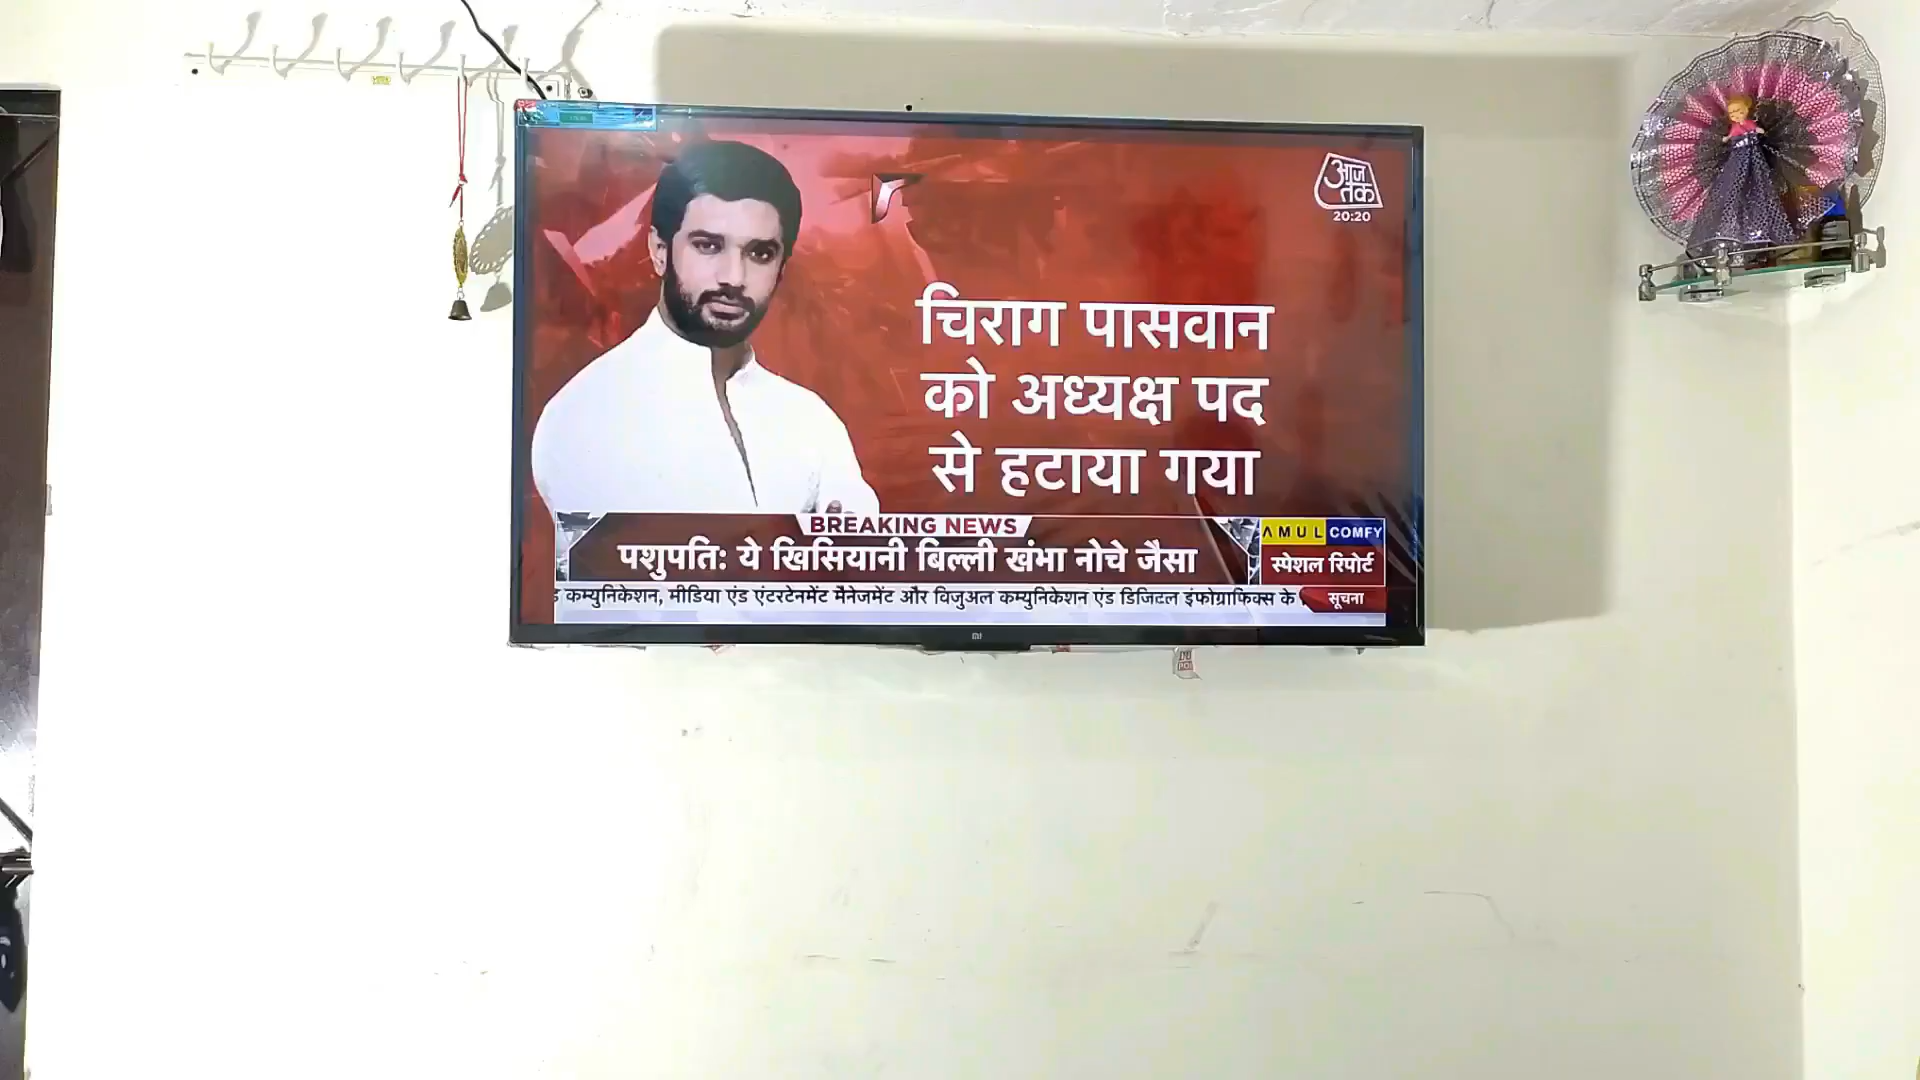 आज
तक
20:20
चिराग पासवान
को अध्यक्ष पद
से हटाया गया
BREAKING NEWS
पशुपति: ये खिसियानी बिल्ली खंभा नोचे जैसा
AMUL COMFY
स्पेशल रिपोर्ट
कम्युनिकेशन, मीडिया एंड एंटरटेनमेंट मैनेजमेंट और विजुअल कम्युनिकेशन एंड डिजिटल इंफोग्राफिक्स के
सूचना
mi